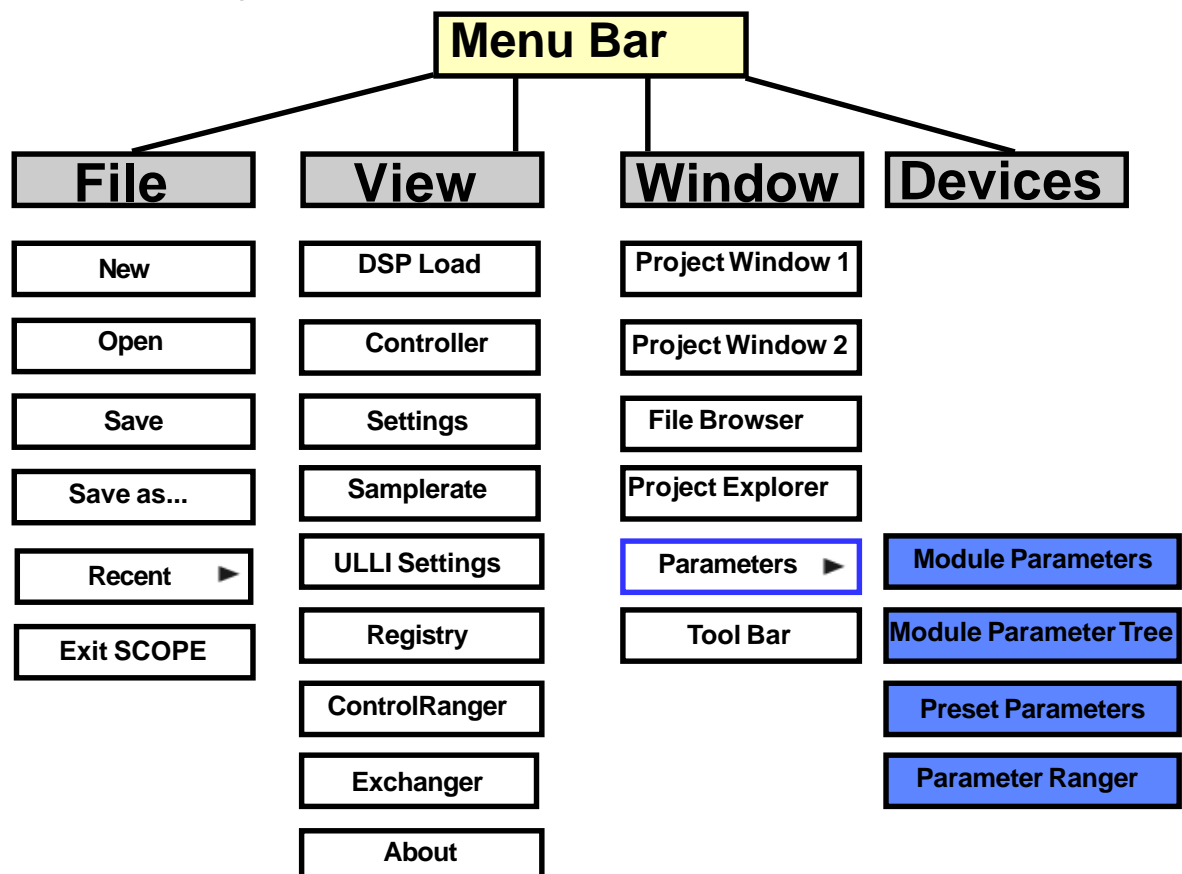 Menu Bar
File
View
Window
Devices
New
DSP Load
Project Window 1
Open
Controller
Project Window 2
Save
Settings
File Browser
Save as...
Samplerate
Project Explorer
Recent
ULLI Settings
Parameters
Module Parameters
Exit SCOPE
Registry
Tool Bar
Module Parameter Tree
ControlRanger
Preset Parameters
Exchanger
Parameter Ranger
About